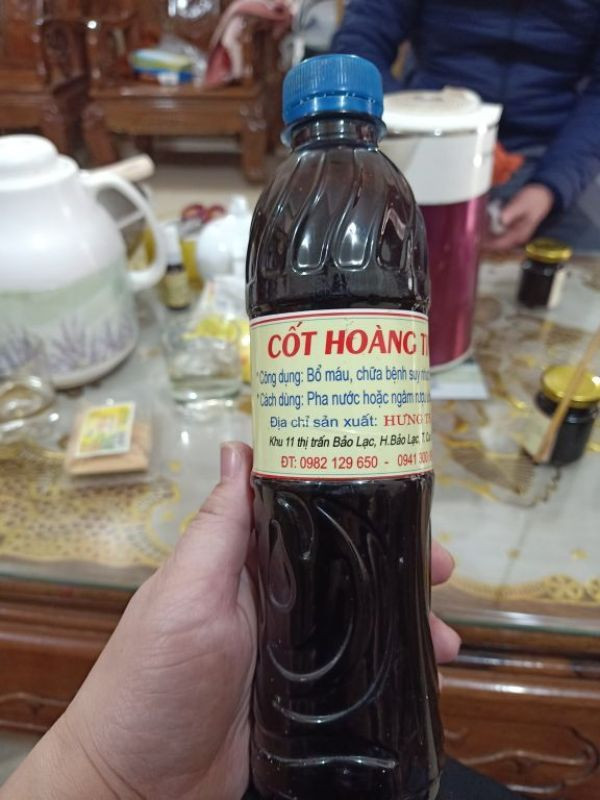 CỐT HOÀNG
* Công dụng: Bổ máu, chữa bệnh suy
* Cách dùng: Pha nước hoặc ngâm rượu
Địa chỉ sản xuất: HƯNG
Khu 11 thị trấn Bảo Lạc, H.Bảo Lạc, T.
ĐT: 0982 129 650 - 0941